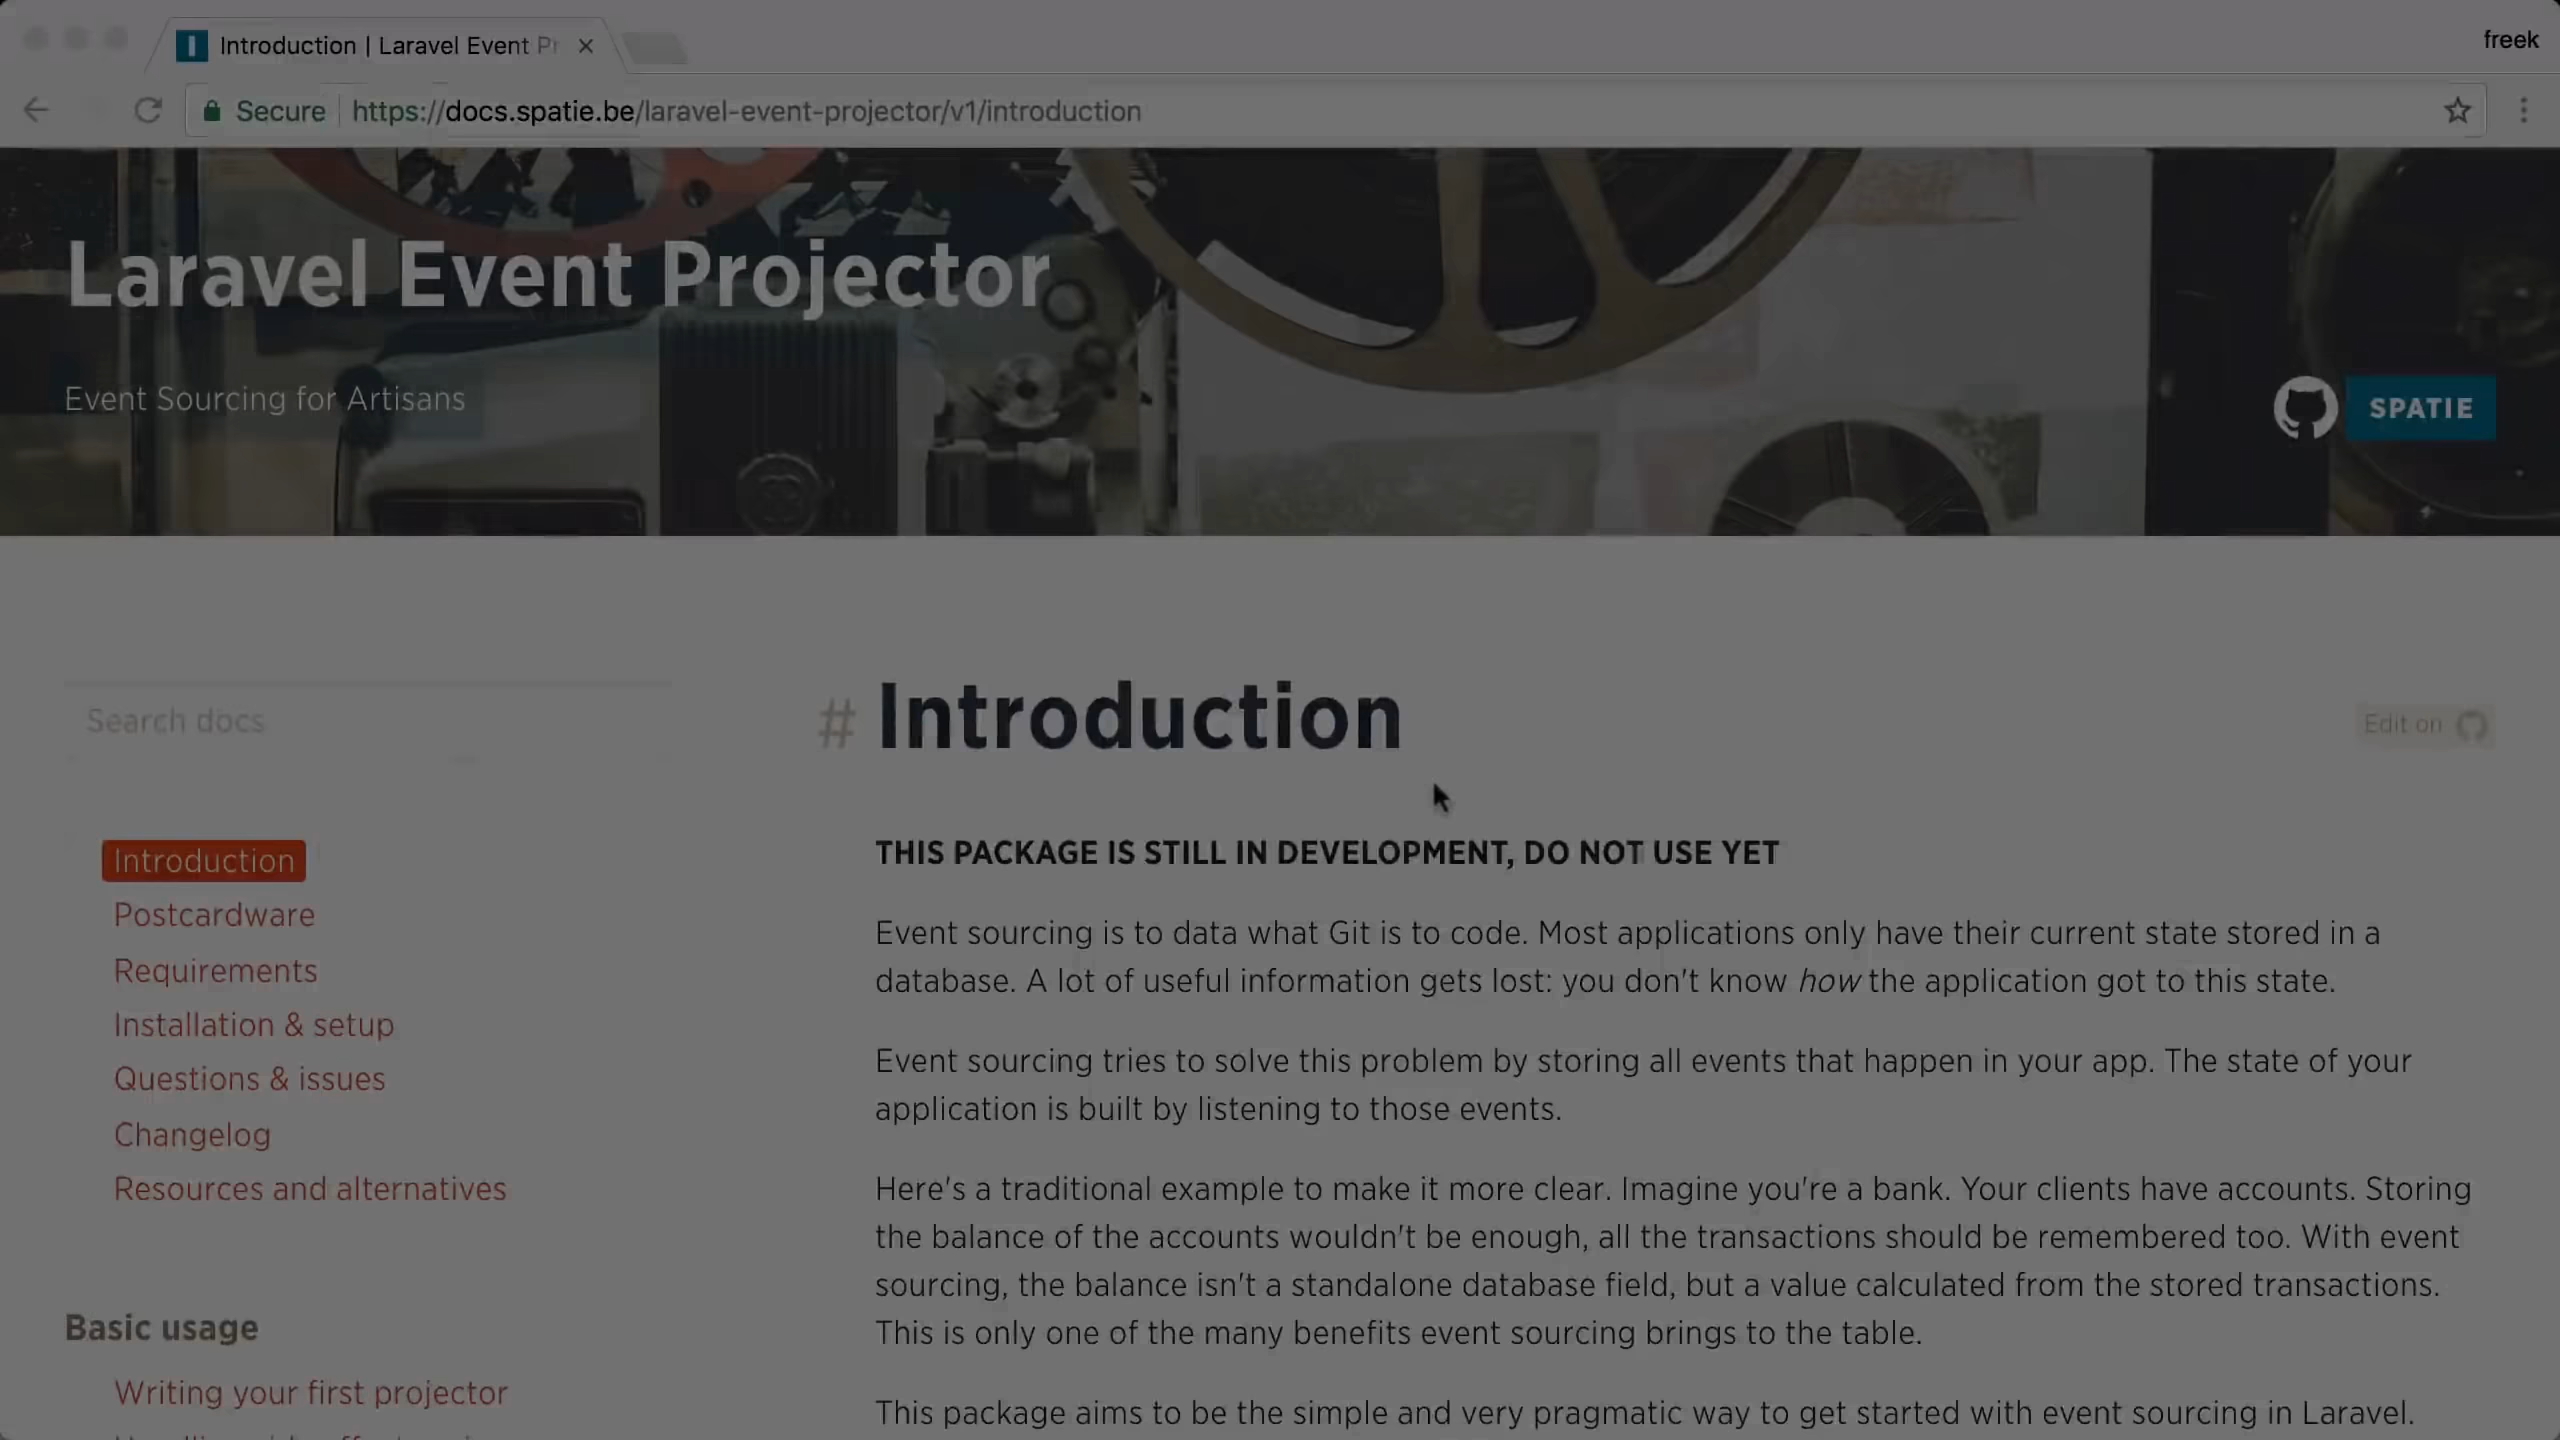 Introduction | Laravel Event Pr
freek
Secure
https://docs.spatie.be/laravel-event-projector/v1/introduction
Laravel Event Projector
Event Sourcing for Artisans
SPATIE
Search docs
# Introduction
Edit on
Introduction
Postcardware
Requirements
Installation & setup
Questions & issues
Changelog
Resources and alternatives
Basic usage
Writing your first projector
THIS PACKAGE IS STILL IN DEVELOPMENT, DO NOT USE YET
Event sourcing is to data what Git is to code. Most applications only have their current state stored in a
database. A lot of useful information gets lost: you don't know how the application got to this state.
Event sourcing tries to solve this problem by storing all events that happen in your app. The state of your
application is built by listening to those events.
Here's a traditional example to make it more clear. Imagine you're a bank. Your clients have accounts. Storing
the balance of the accounts wouldn't be enough, all the transactions should be remembered too. With event
sourcing, the balance isn't a standalone database field, but a value calculated from the stored transactions.
This is only one of the many benefits event sourcing brings to the table.
This package aims to be the simple and very pragmatic way to get started with event sourcing in Laravel.